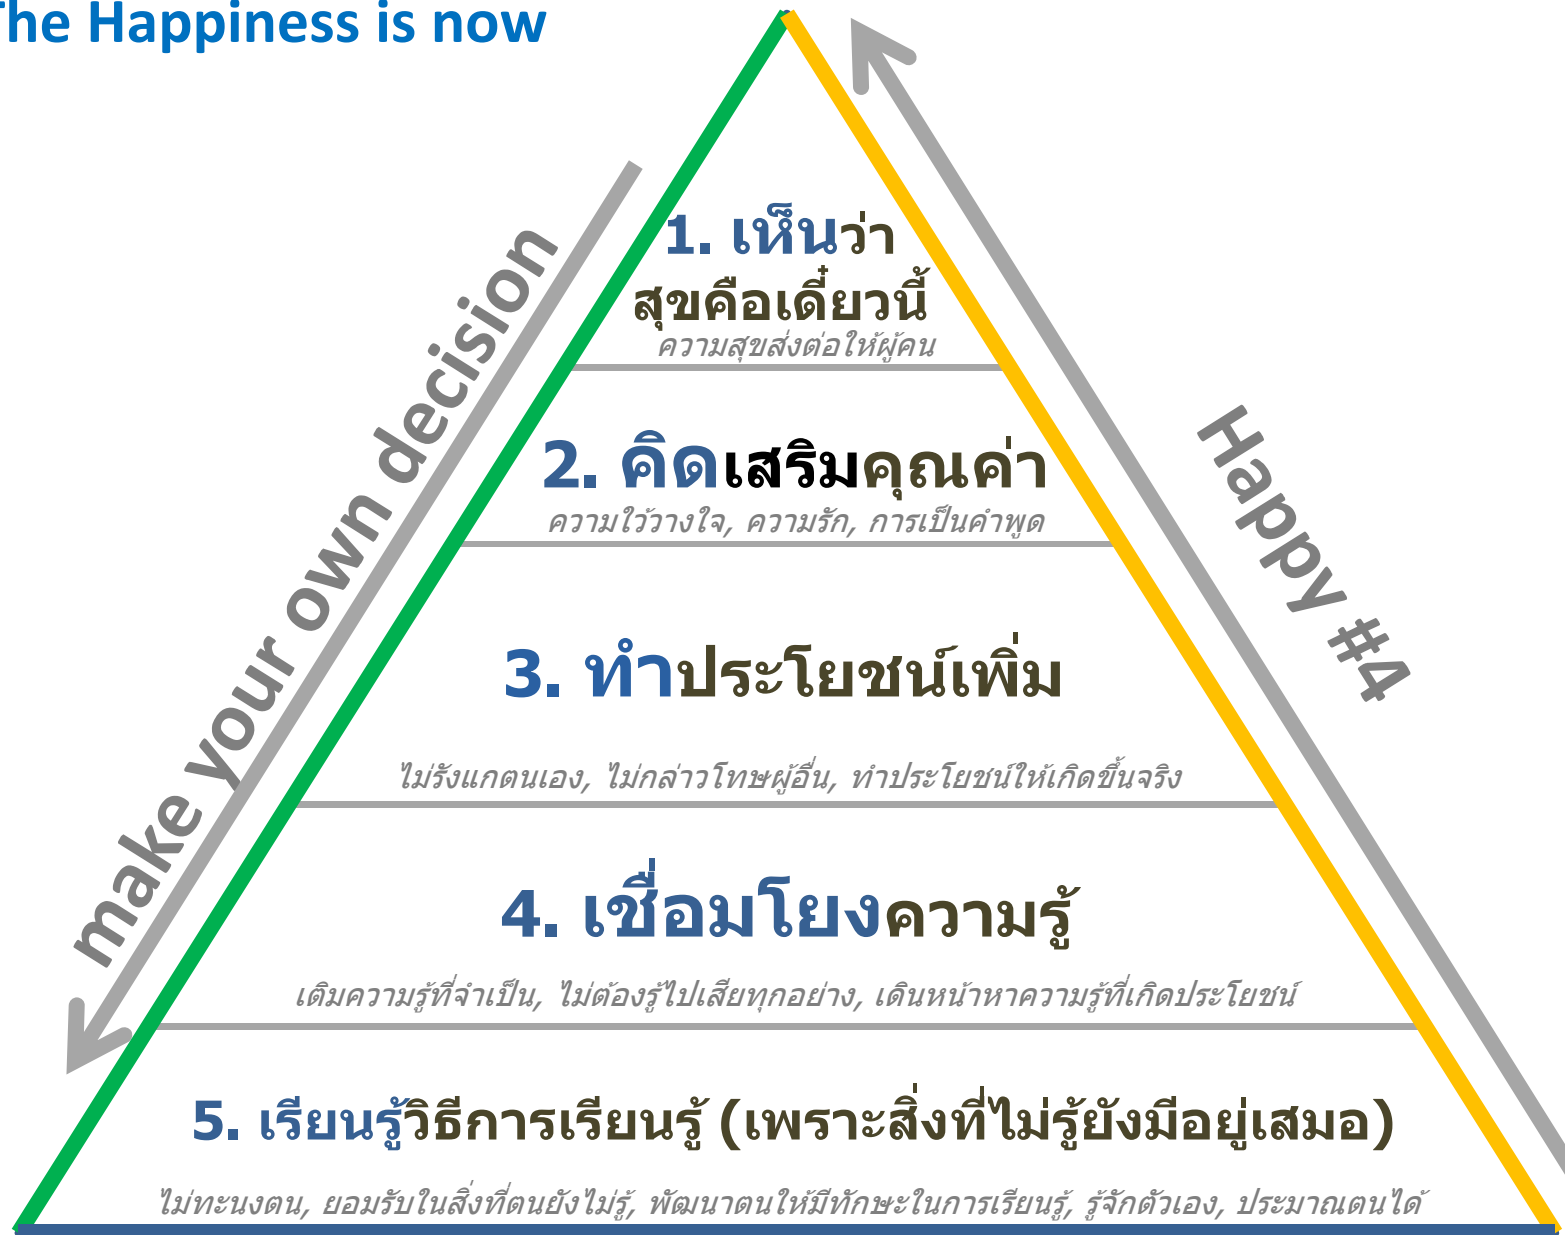 The Happiness is now
make your own decision
Happy #4
1. เห็นว่า
สุขคือเดี๋ยวนี้
ความสุขส่งต่อให้ผู้คน
2. คิดเสริมคุณค่า
ความใว้วางใจ, ความรัก, การเป็นคำพูด
3. ทำประโยชน์เพิ่ม
ไม่รังแกตนเอง, ไม่กล่าวโทษผู้อื่น, ทำประโยชน์ให้เกิดขึ้นจริง
4. เชื่อมโยงความรู้
เติมความรู้ที่จำเป็น, ไม่ต้องรู้ไปเสียทุกอย่าง, เดินหน้าหาความรู้ที่เกิดประโยชน์
5. เรียนรู้วิธีการเรียนรู้ (เพราะสิ่งที่ไม่รู้ยังมีอยู่เสมอ)
ไม่ทะนงตน, ยอมรับในสิ่งที่ตนยังไม่รู้, พัฒนาตนให้มีทักษะในการเรียนรู้, รู้จักตัวเอง, ประมาณตนได้